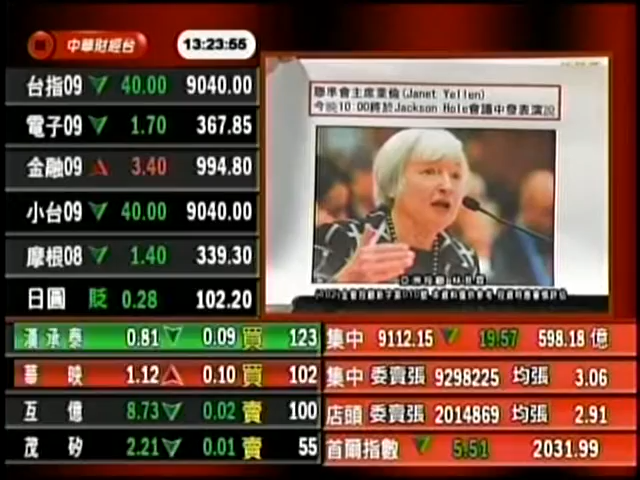 中華財經台
13:23:55
台指09 40.00 9040.00
電子09 1.70 367.85
金融09 3.40 994.80
小台09 40.00 9040.00
摩根08 1.40 339.30
日圓 貶 0.28 102.20
聯準會主席葉倫(Janet Yellen)
今晚10:00將於Jackson Hole會議中發表演說
漢承泰 0.81 0.09 買 123
華映 1.12 0.10 買 102
互億 8.73 0.02 賣 100
茂矽 2.21 0.01 賣 55
集中 9112.15 19.57 598.18 億
集中 委賣張 9298225 均張 3.06
店頭 委賣張 2014869 均張 2.91
首爾指數 5.51 2031.99